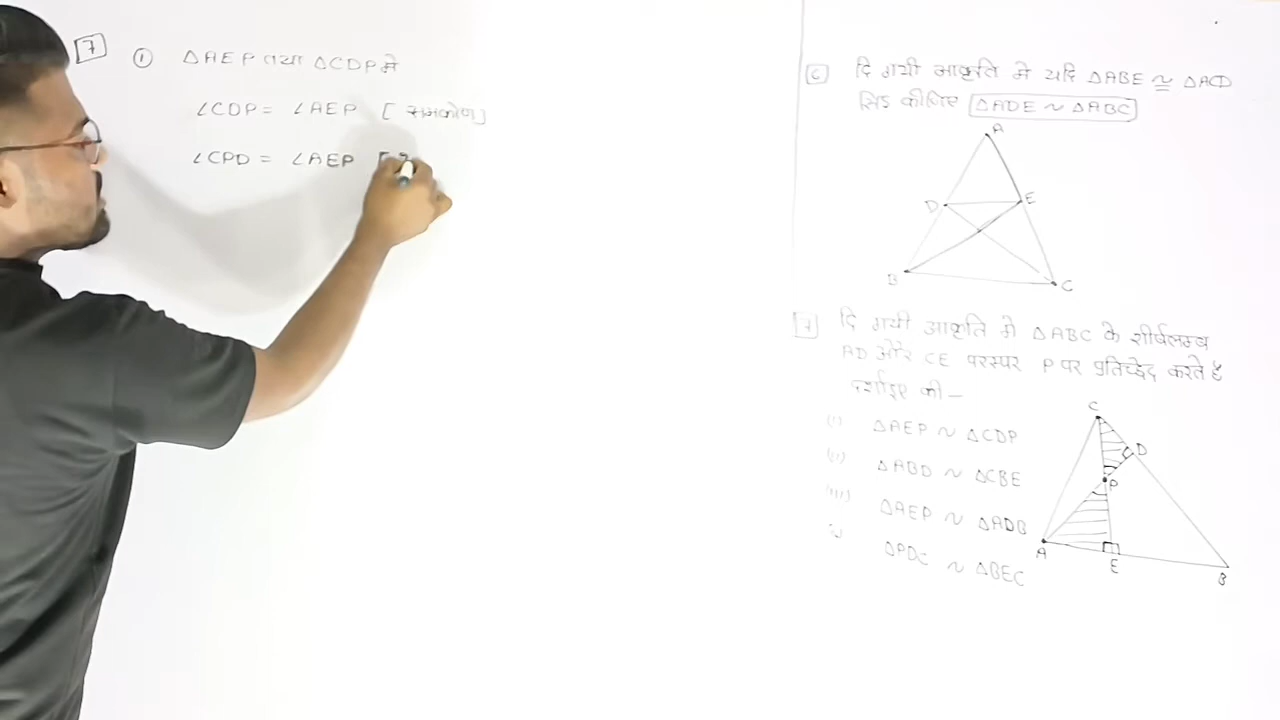 7 ① △AEP तथा △CDP मे
∠CDP = ∠AEP [ समकोण]
∠CPD = ∠AEP [
6 दि गयी आकृति मे यदि △ABE ≅ △ACD
सिद्ध कीजिए △ADE ~ △ABC
A
D E
B C
7 दि गयी आकृति मे △ABC के शीर्षलम्ब
AD और CE परस्पर P पर प्रतिच्छेद करते है
दर्शाइए की —
(i) △AEP ~ △CDP
(ii) △ABD ~ △CBE
(iii) △AEP ~ △ADB
△PDC ~ △BEC
C
D
P
A
E
B